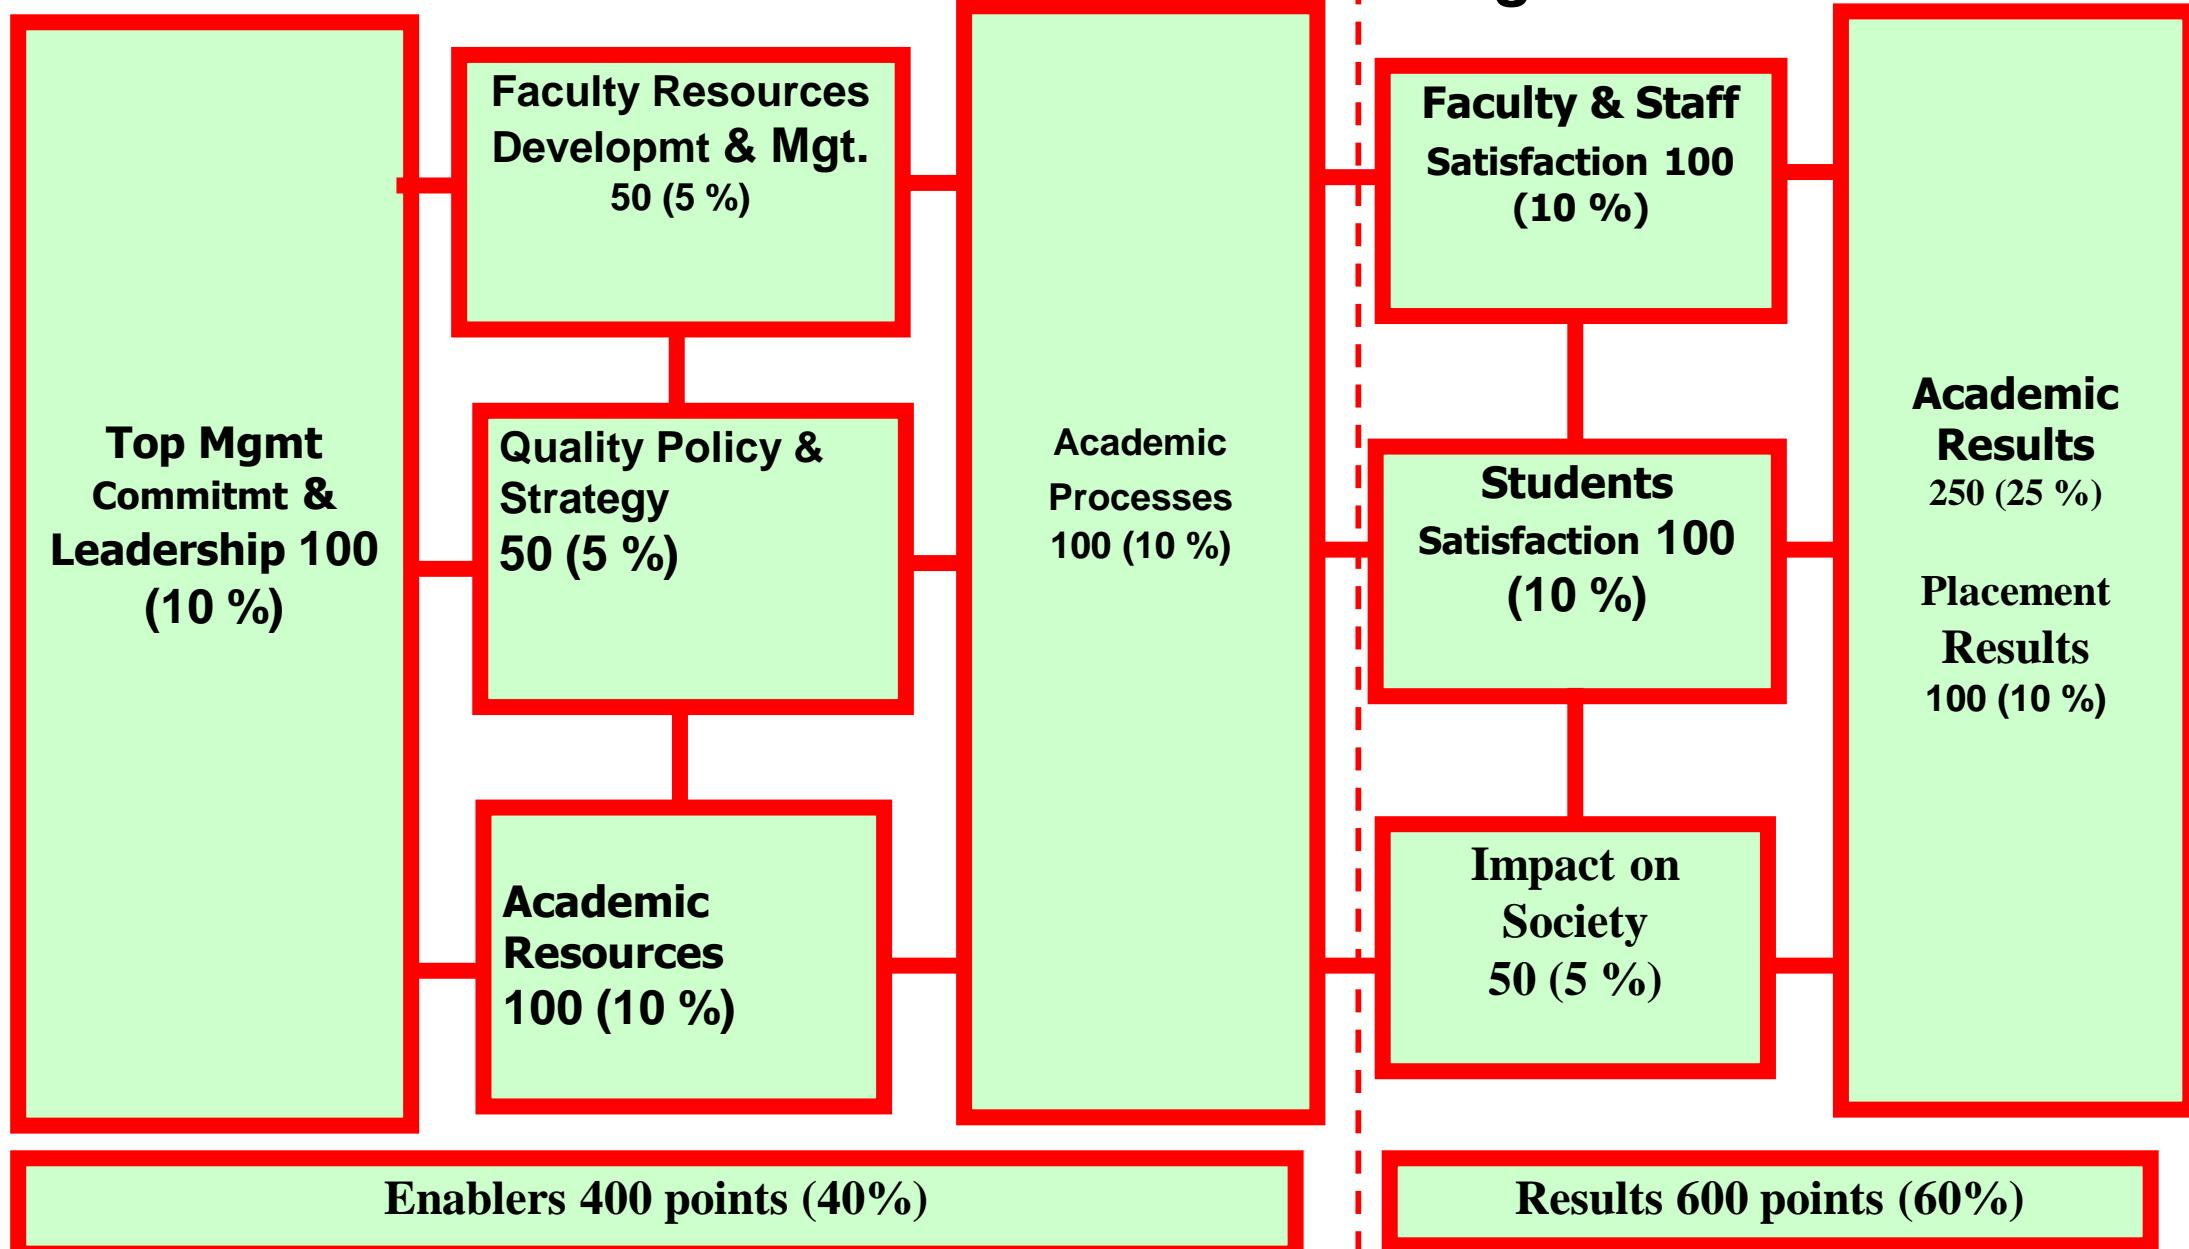 Faculty Resources
Developmt & Mgt.
50 (5 %)
Faculty & Staff
Satisfaction 100
(10 %)
Top Mgmt
Commitmt &
Leadership 100
(10 %)
Quality Policy &
Strategy
50 (5 %)
Academic
Processes
100 (10 %)
Students
Satisfaction 100
(10 %)
Academic
Results
250 (25 %)
Placement
Results
100 (10 %)
Academic
Resources
100 (10 %)
Impact on
Society
50 (5 %)
Enablers 400 points (40%)
Results 600 points (60%)